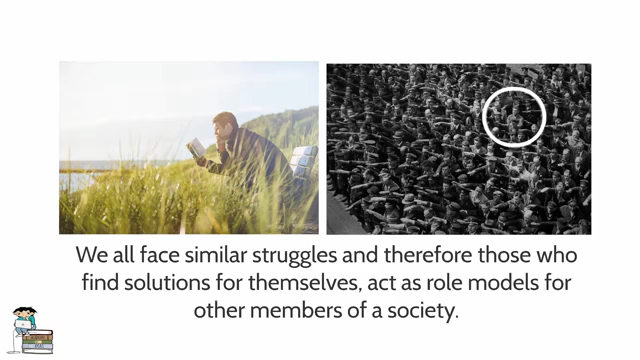 We all face similar struggles and therefore those who
find solutions for themselves, act as role models for
other members of a society.